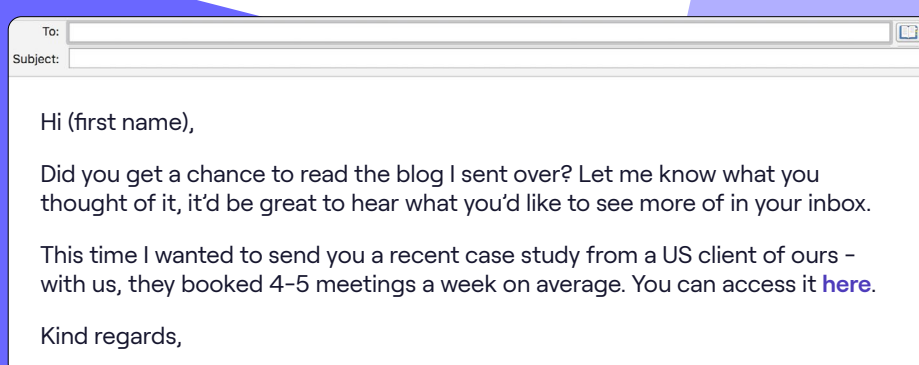 To:
Subject:
Hi (first name),
Did you get a chance to read the blog I sent over? Let me know what you
thought of it, it’d be great to hear what you’d like to see more of in your inbox.
This time I wanted to send you a recent case study from a US client of ours -
with us, they booked 4-5 meetings a week on average. You can access it here.
Kind regards,